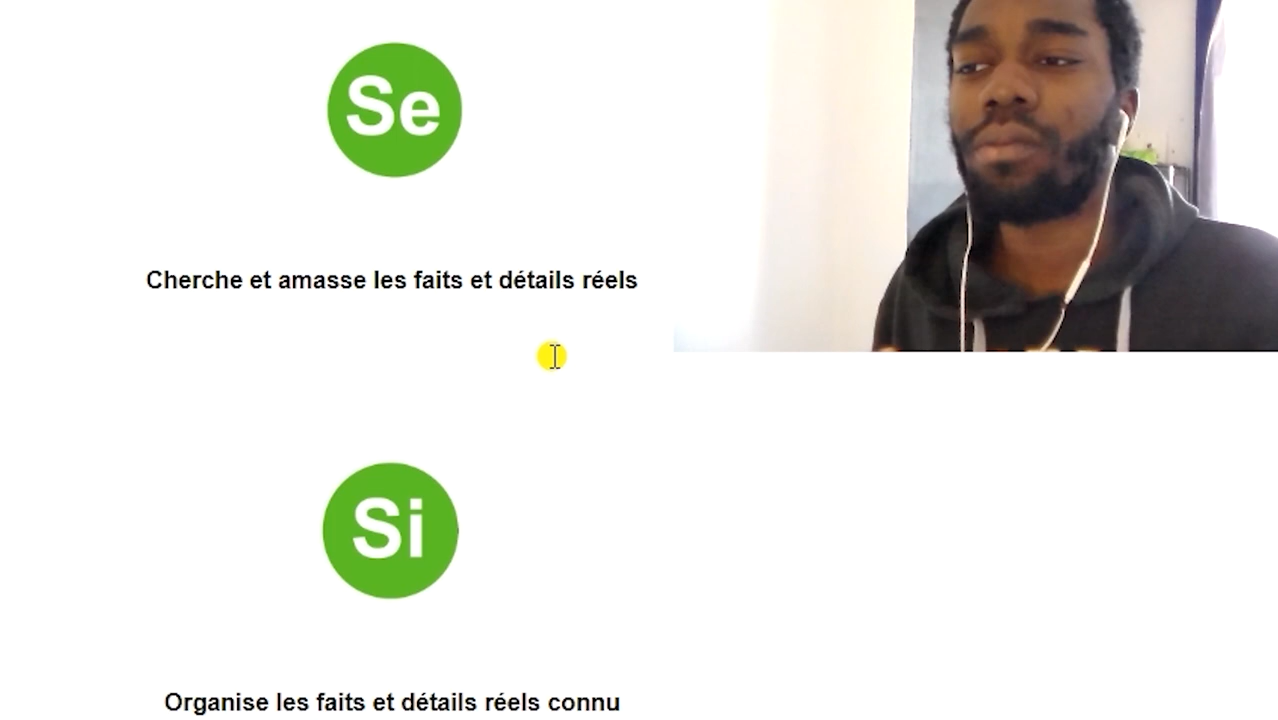 Se
Cherche et amasse les faits et détails réels
Si
Organise les faits et détails réels connu